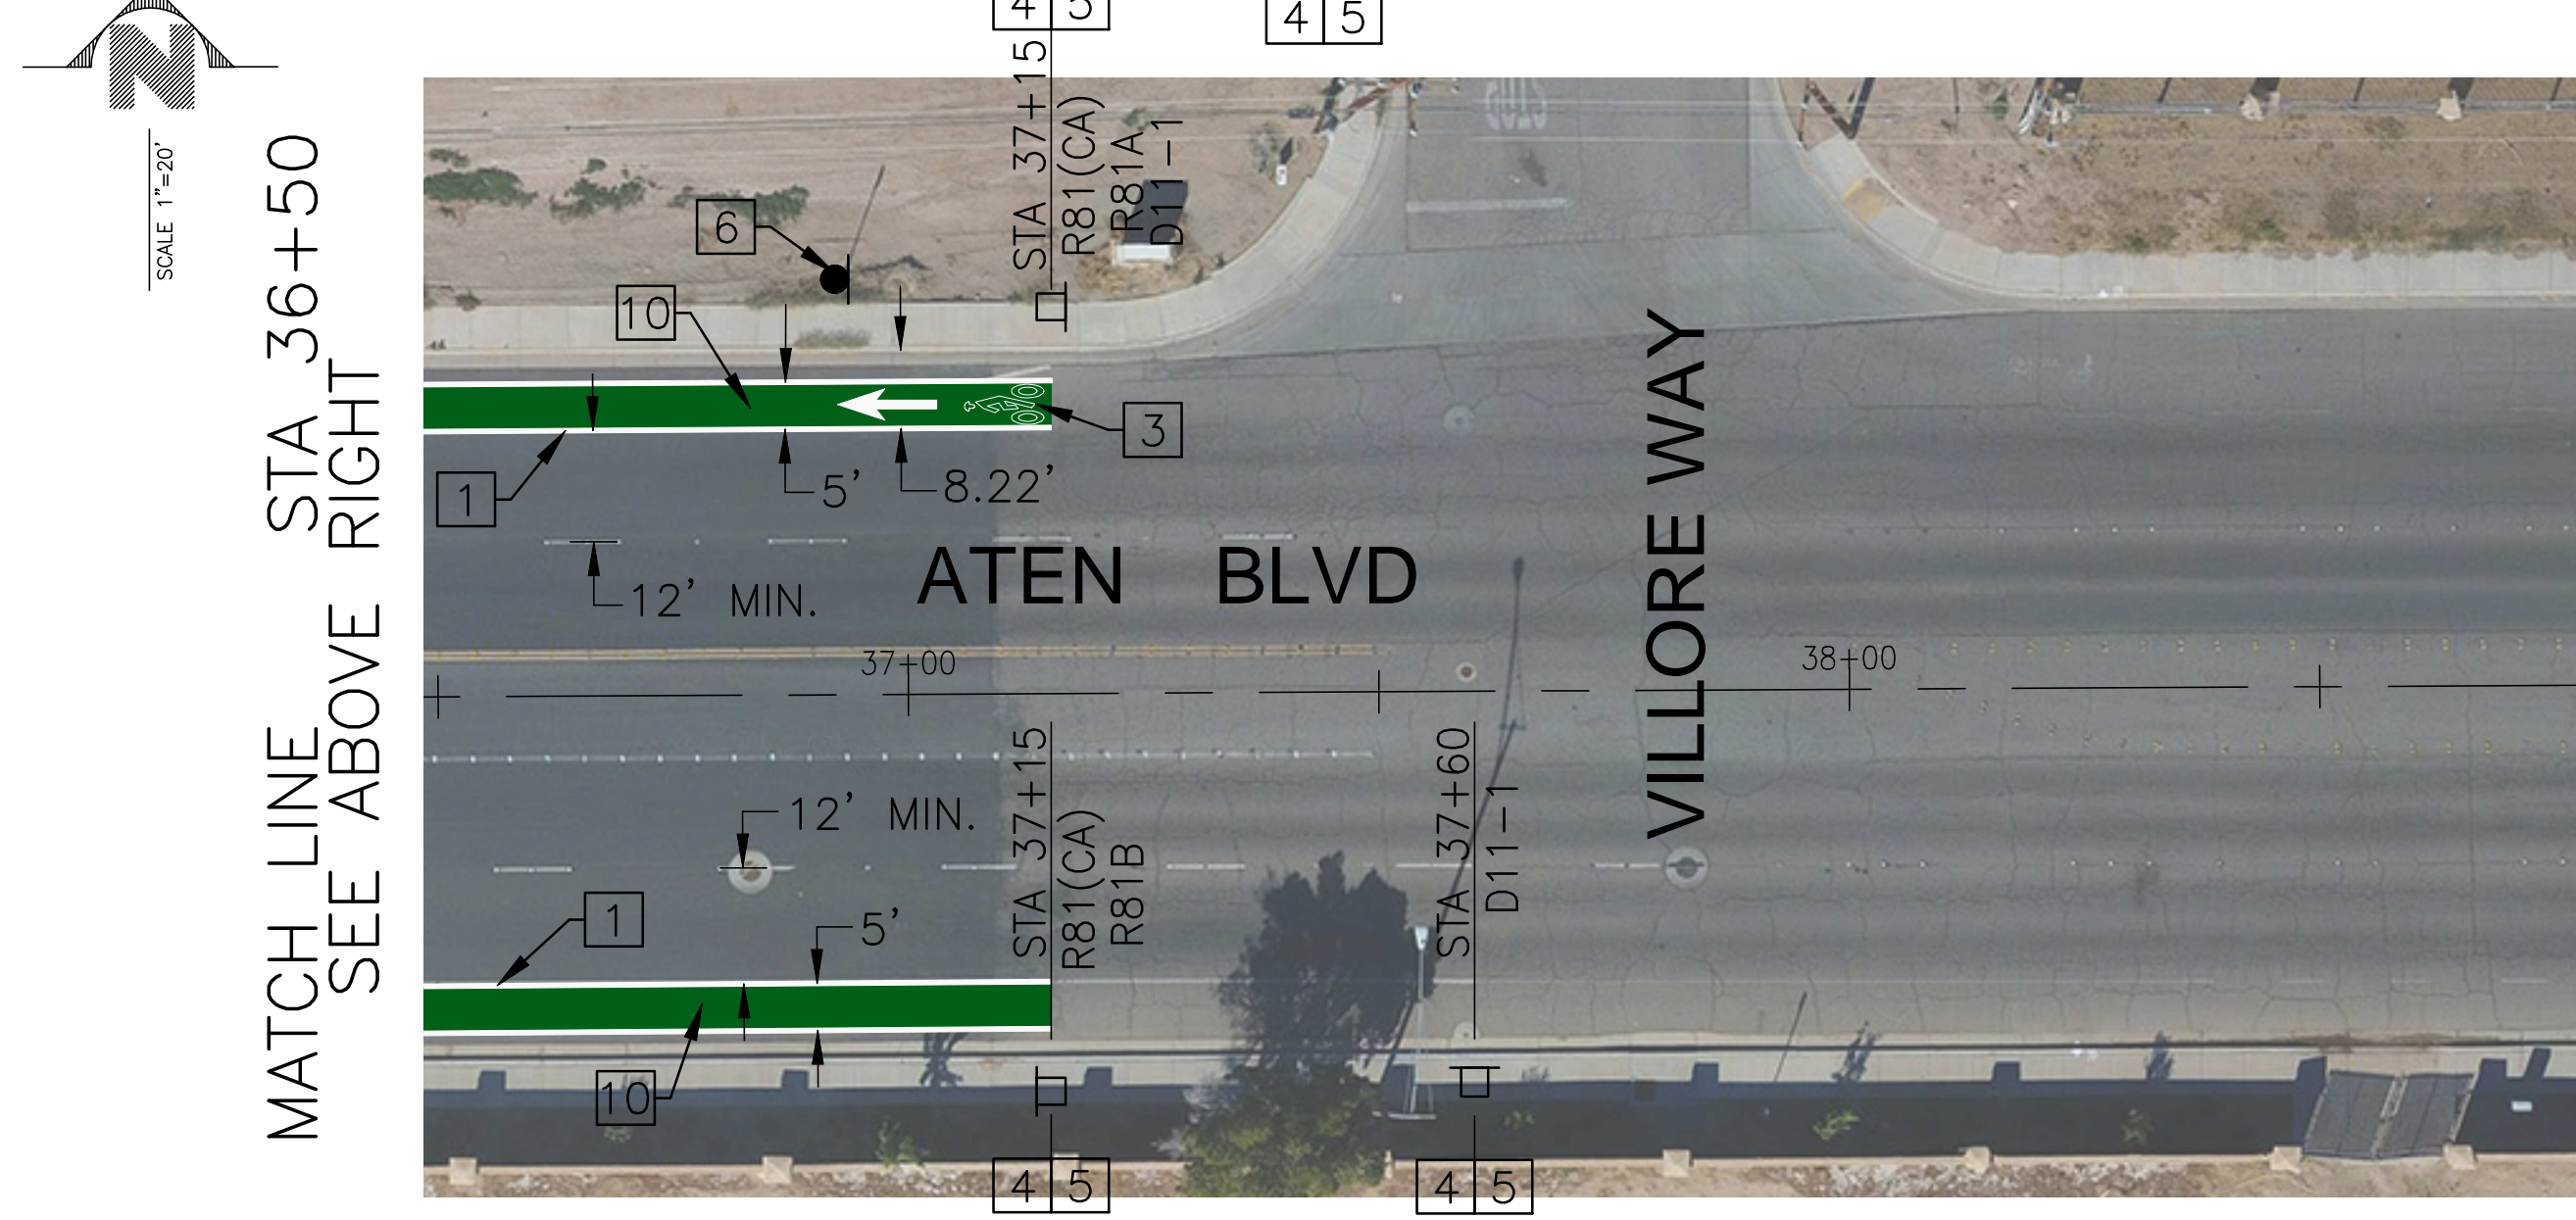 4 5
4 5
N
SCALE 1"=20'
MATCH LINE STA 36+50
SEE ABOVE RIGHT
STA 37+15
R81(CA)
R81A
D11-1
6
10
3
1
5'
8.22'
12' MIN.
ATEN BLVD
VILLORE WAY
37+00
38+00
12' MIN.
STA 37+15
R81(CA)
R81B
STA 37+60
D11-1
1
5'
10
4 5
4 5